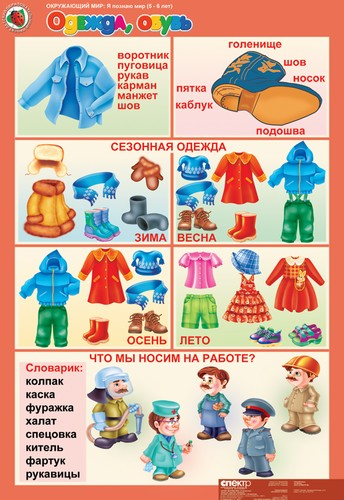 ОКРУЖАЮЩИЙ МИР: Я познаю мир (5 - 6 лет)
Одежда, обувь
воротник
пуговица
рукав
карман
манжет
шов
голенище
шов
носок
пятка
каблук
подошва
СЕЗОННАЯ ОДЕЖДА
ЗИМА
ВЕСНА
ОСЕНЬ
ЛЕТО
ЧТО МЫ НОСИМ НА РАБОТЕ?
Словарик:
колпак
каска
фуражка
халат
спецовка
китель
фартук
рукавицы
спектр